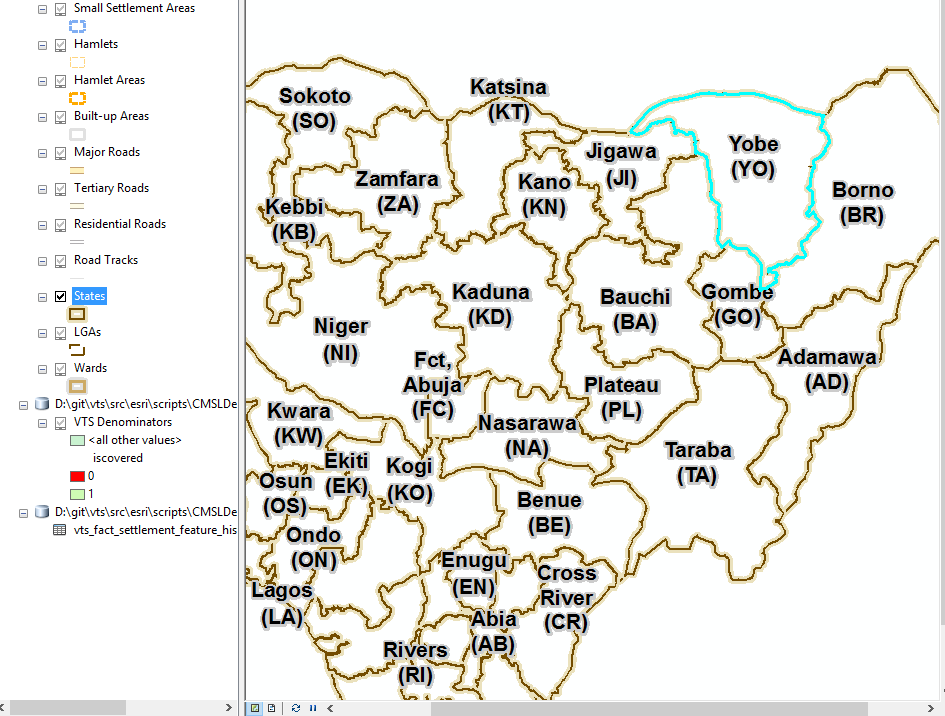 Small Settlement Areas
Hamlets
Hamlet Areas
Built-up Areas
Major Roads
Tertiary Roads
Residential Roads
Road Tracks
States
LGAs
Wards
D:\git\vts\src\esri\scripts\CMSLDe
VTS Denominators
<all other values>
iscovered
0
1
D:\git\vts\src\esri\scripts\CMSLDe
vts_fact_settlement_feature_his
Sokoto
(SO)
Katsina
(KT)
Jigawa
(JI)
Yobe
(YO)
Borno
(BR)
Zamfara
(ZA)
Kano
(KN)
Kebbi
(KB)
Kaduna
(KD)
Bauchi
(BA)
Gombe
(GO)
Niger
(NI)
Fct,
Abuja
(FC)
Adamawa
(AD)
Plateau
(PL)
Kwara
(KW)
Nasarawa
(NA)
Taraba
(TA)
Ekiti
(EK)
Kogi
(KO)
Osun
(OS)
Benue
(BE)
Ondo
(ON)
Enugu
(EN)
Cross
River
(CR)
Lagos
(LA)
Abia
(AB)
Rivers
(RI)